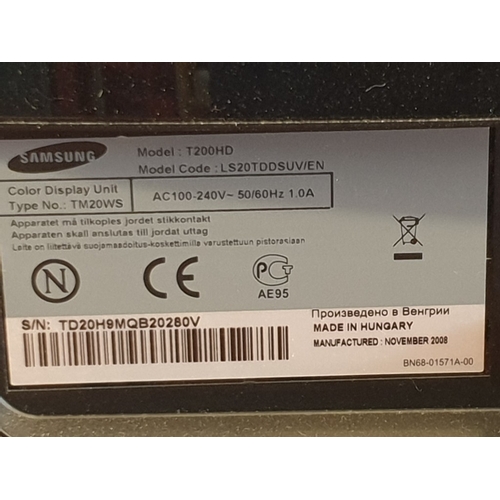 SAMSUNG
Model : T200HD
Model Code : LS20TDDSUV/EN
Color Display Unit
Type No.: TM20WS
AC100-240V~ 50/60Hz 1.0A
Apparatet må tilkoples jordet stikkontakt
Apparaten skall anslutas till jordat uttag
Laite on liitettävä suojamaadoitus-koskettimilla varustettuun pistorasiaan
N
CE
PCT
AE95
S/N: TD20H9MQB20280V
Произведено в Венгрии
MADE IN HUNGARY
MANUFACTURED : NOVEMBER 2008
BN68-01571A-00